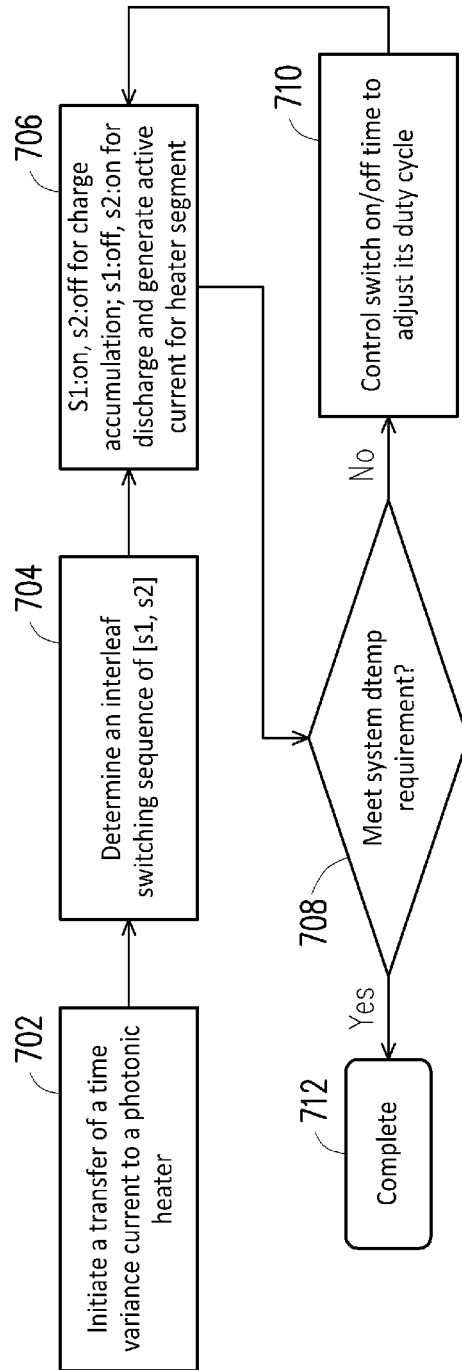 702
Initiate a transfer of a time
variance current to a photonic
heater
704
Determine an interleaf
switching sequence of [s1, s2]
706
S1:on, s2:off for charge
accumulation; s1:off, s2:on for
discharge and generate active
current for heater segment
708
Meet system dtemp
requirement?
No
710
Control switch on/off time to
adjust its duty cycle
Yes
712
Complete